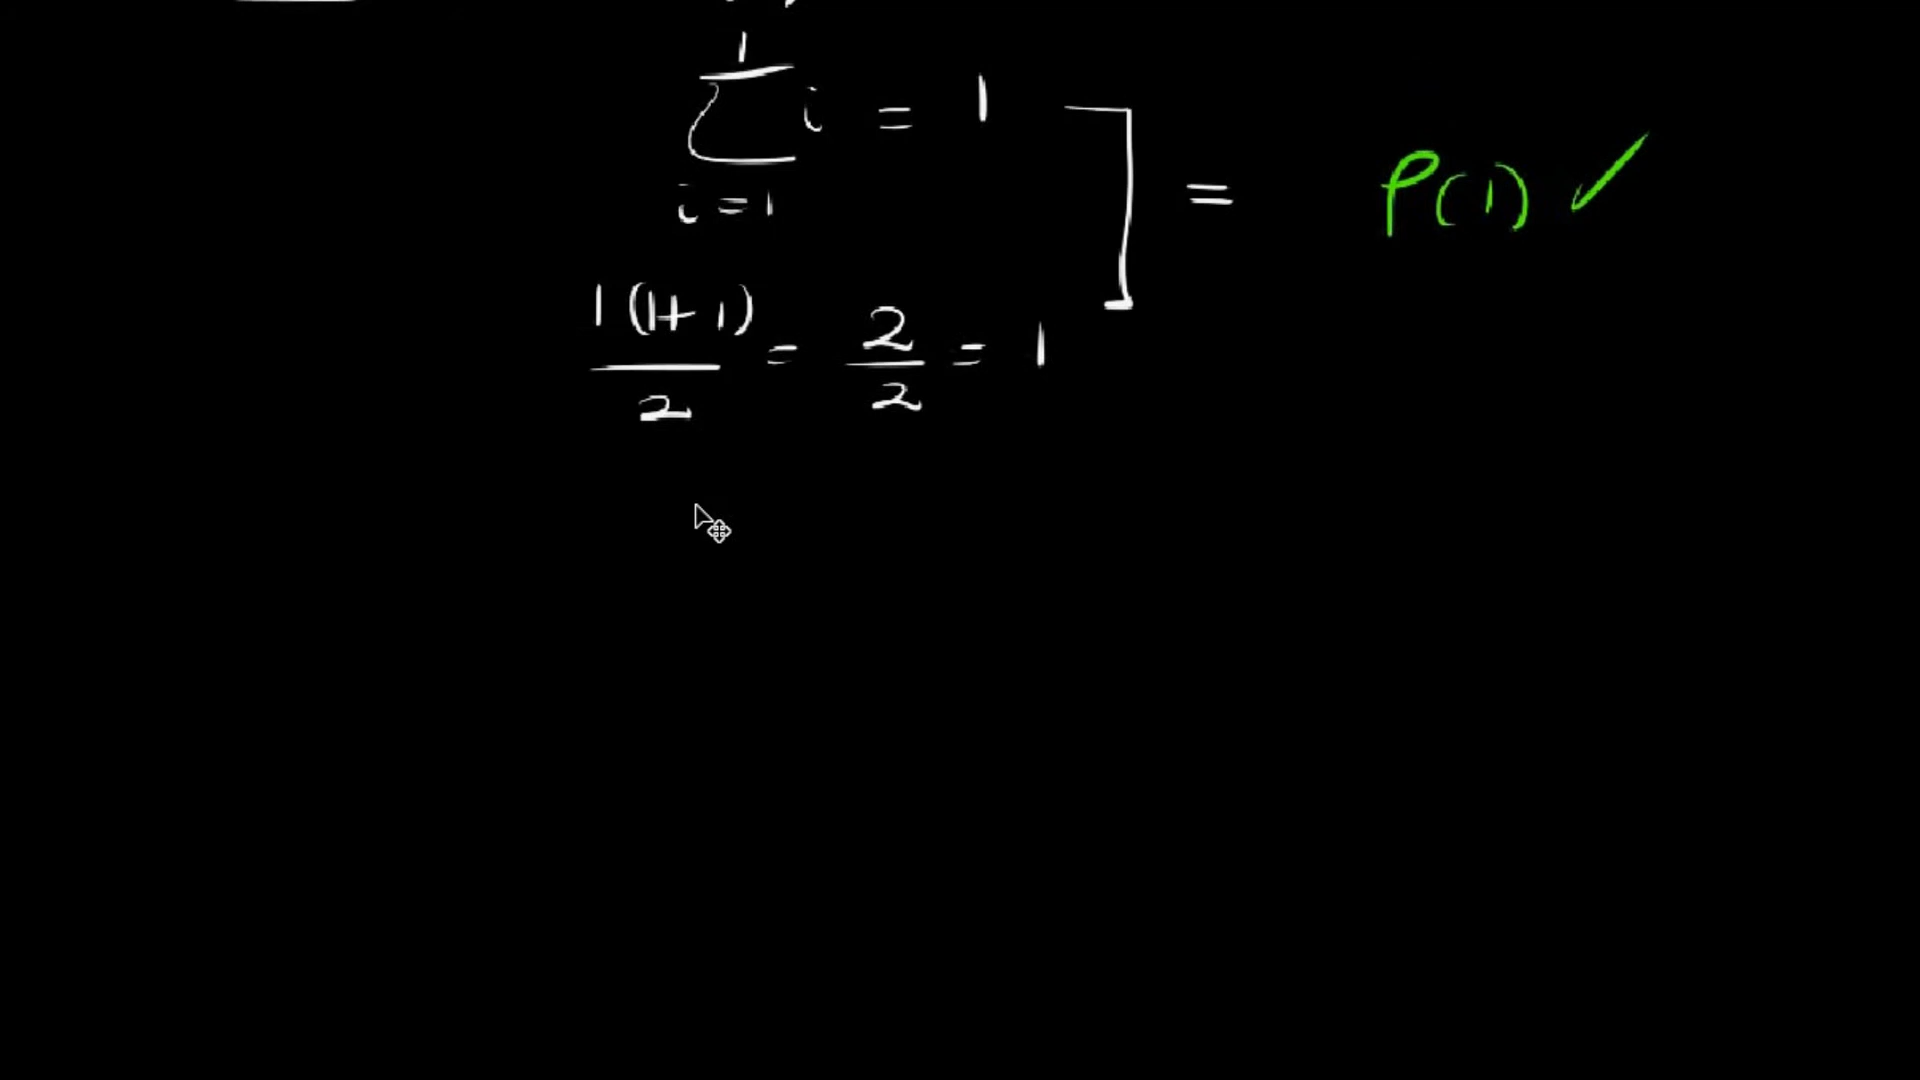 1
∑ i = 1
i = 1
= P(1) ✓
1(1+1)/2 = 2/2 = 1